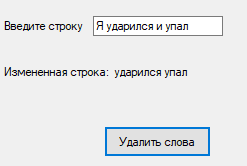 Введите строку Я ударился и упал
Измененная строка: ударился упал
Удалить слова